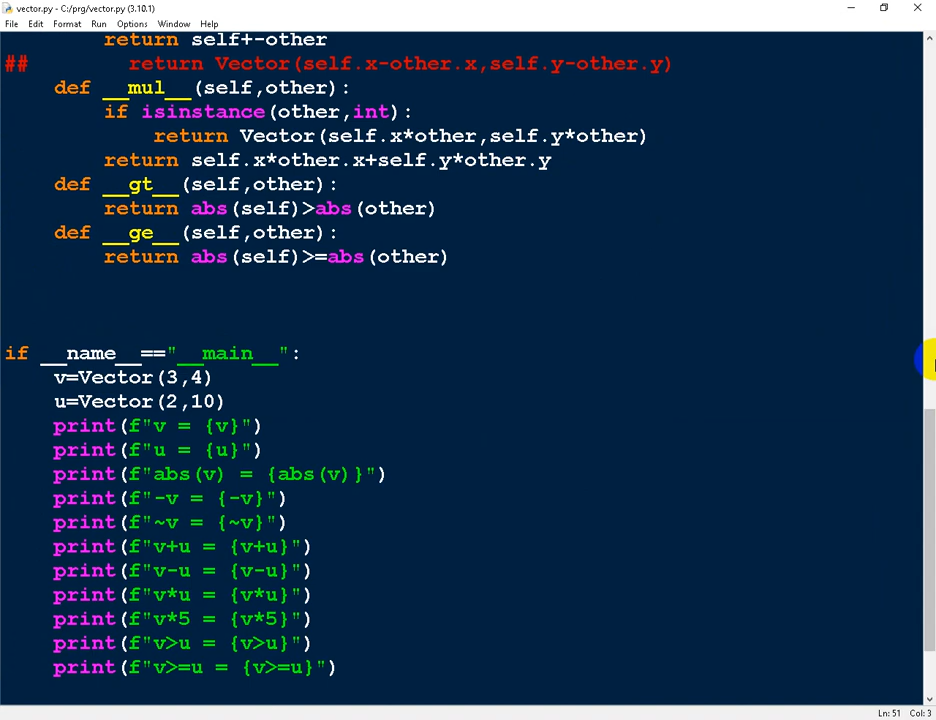 vector.py - C:/prg/vector.py (3.10.1)
File Edit Format Run Options Window Help
        return self+-other
##        return Vector(self.x-other.x,self.y-other.y)
    def __mul__(self,other):
        if isinstance(other,int):
            return Vector(self.x*other,self.y*other)
        return self.x*other.x+self.y*other.y
    def __gt__(self,other):
        return abs(self)>abs(other)
    def __ge__(self,other):
        return abs(self)>=abs(other)
if __name__=="__main__":
    v=Vector(3,4)
    u=Vector(2,10)
    print(f"v = {v}")
    print(f"u = {u}")
    print(f"abs(v) = {abs(v)}")
    print(f"-v = {-v}")
    print(f"~v = {~v}")
    print(f"v+u = {v+u}")
    print(f"v-u = {v-u}")
    print(f"v*u = {v*u}")
    print(f"v*5 = {v*5}")
    print(f"v>u = {v>u}")
    print(f"v>=u = {v>=u}")
Ln: 51 Col: 3